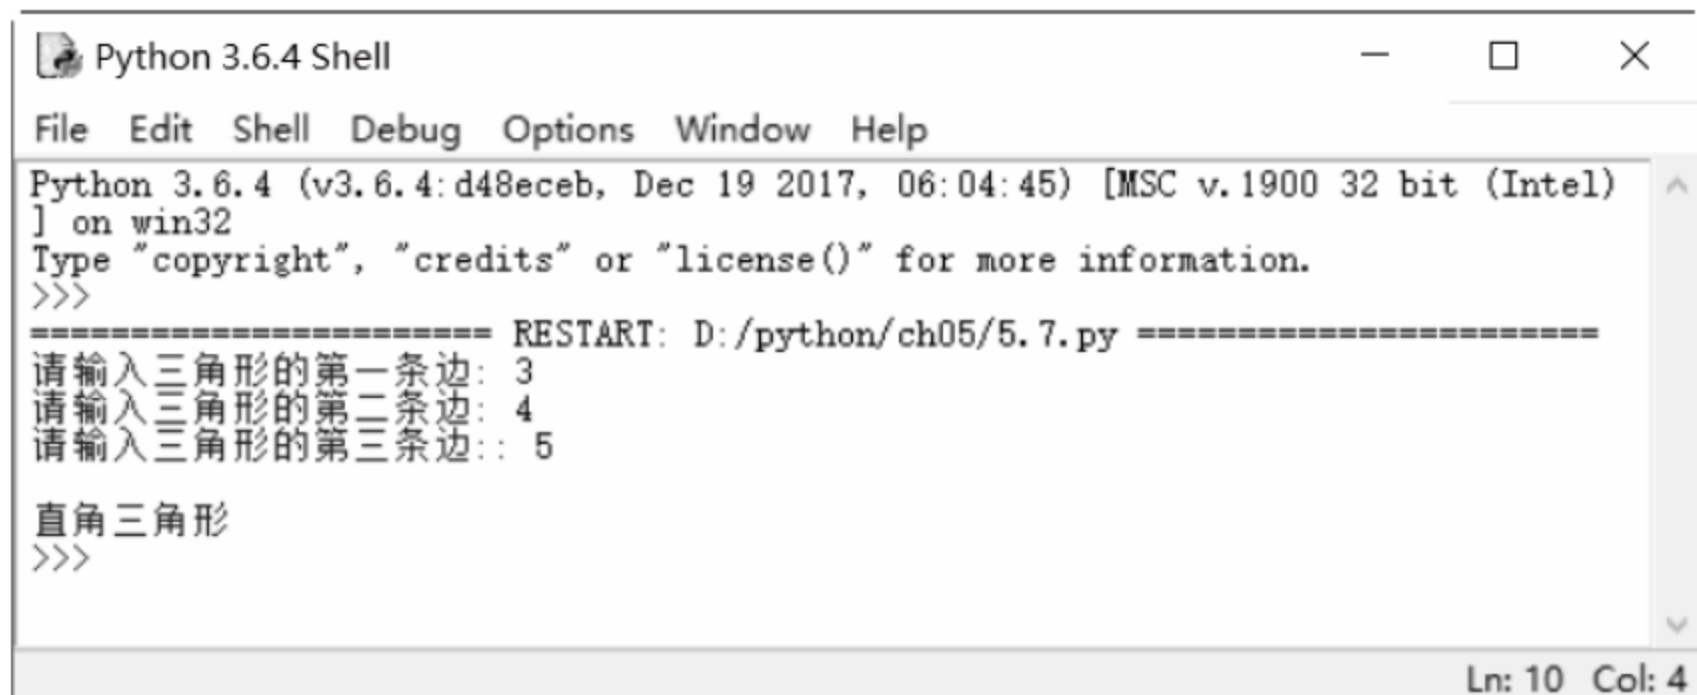 Python 3.6.4 Shell
File Edit Shell Debug Options Window Help
Python 3.6.4 (v3.6.4:d48eceb, Dec 19 2017, 06:04:45) [MSC v.1900 32 bit (Intel)
] on win32
Type "copyright", "credits" or "license()" for more information.
>>>
======================= RESTART: D:/python/ch05/5.7.py =======================
请输入三角形的第一条边: 3
请输入三角形的第二条边: 4
请输入三角形的第三条边:: 5
直角三角形
>>>
Ln: 10 Col: 4